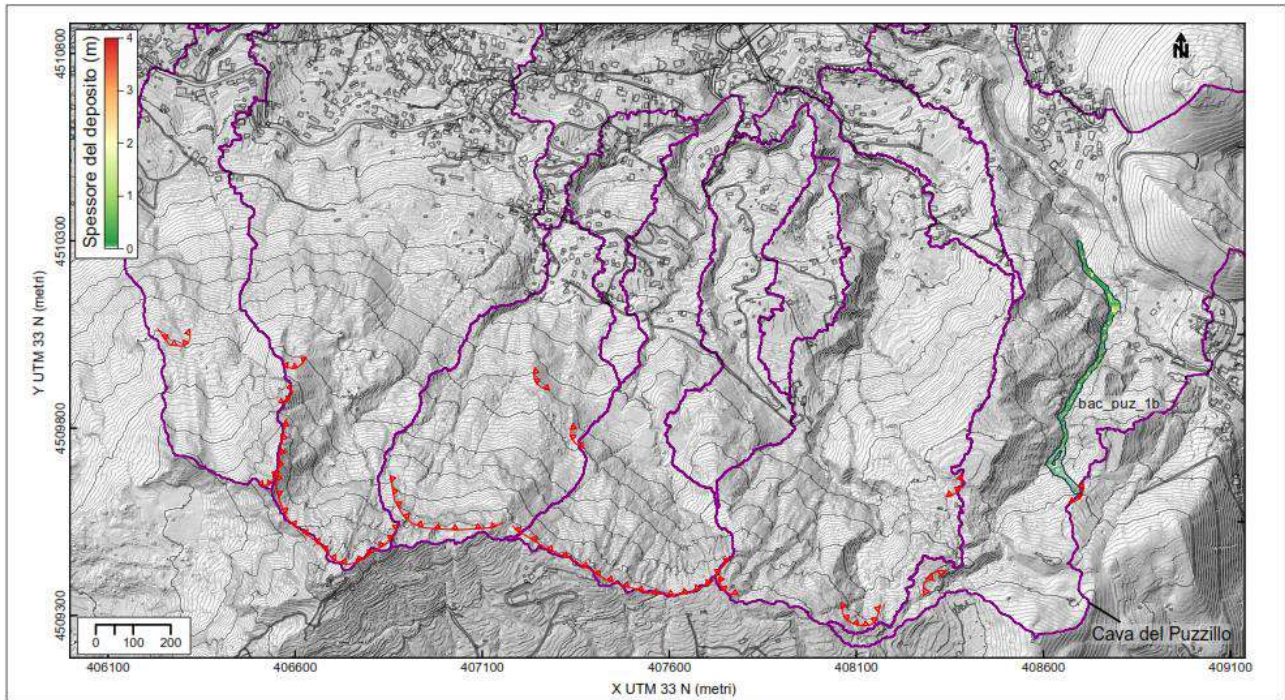 4510800
4510300
4509800
4509300
Y UTM 33 N (metri)
Spessore del deposito (m)
4
3
2
1
0
N
bac_puz_1b
Cava del Puzzillo
0 100 200
406100 406600 407100 407600 408100 408600 409100
X UTM 33 N (metri)